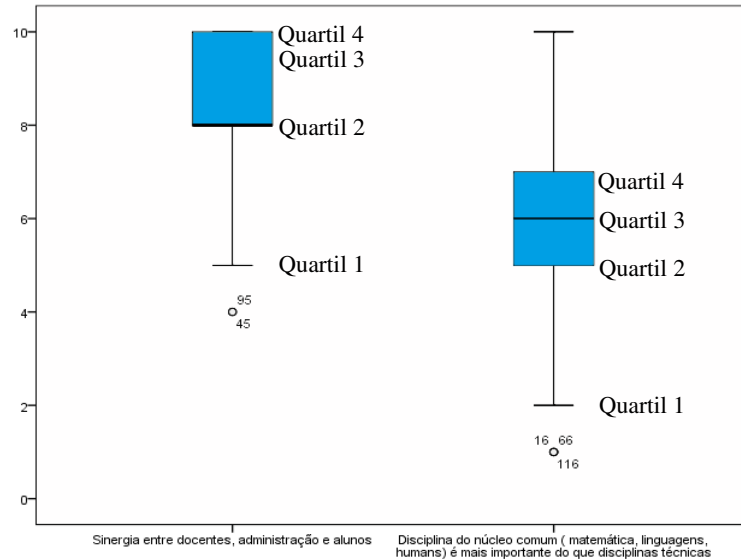 10
8
6
4
2
0
Quartil 4
Quartil 3
Quartil 2
Quartil 1
95
45
Quartil 4
Quartil 3
Quartil 2
Quartil 1
16 66
116
Sinergia entre docentes, administração e alunos
Disciplina do núcleo comum ( matemática, linguagens,
humans) é mais importante do que disciplinas técnicas